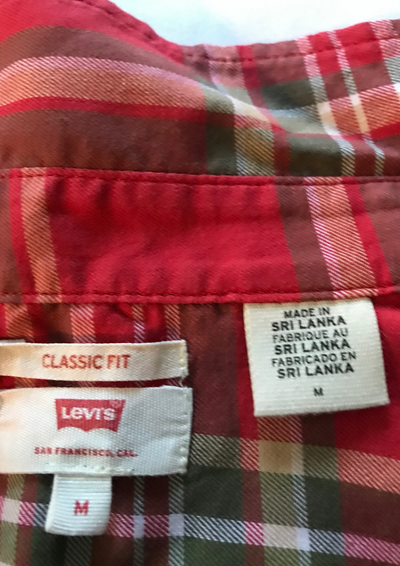 CLASSIC FIT
Levi's®
SAN FRANCISCO, CAL.
M
MADE IN
SRI LANKA
FABRIQUE AU
SRI LANKA
FABRICADO EN
SRI LANKA
M